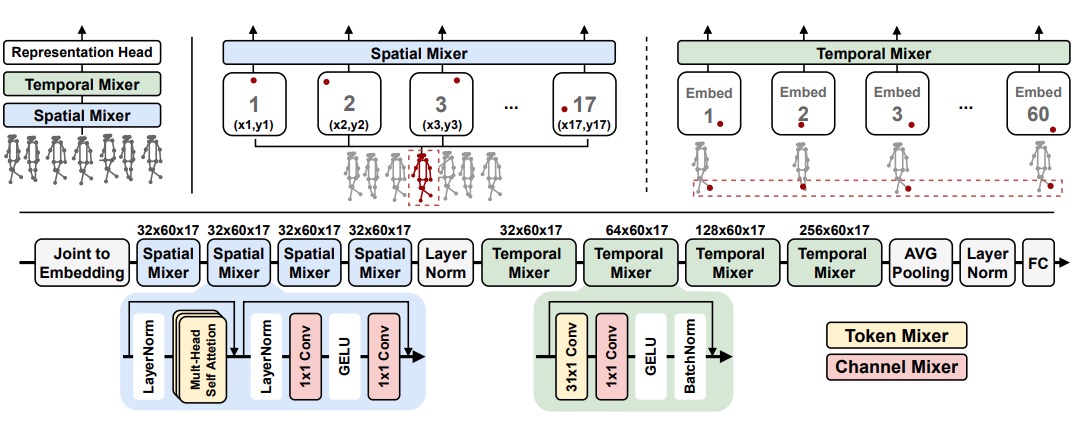 Representation Head
Temporal Mixer
Spatial Mixer
Spatial Mixer
1
(x1,y1)
2
(x2,y2)
3
(x3,y3)
...
17
(x17,y17)
Temporal Mixer
Embed
1
Embed
2
Embed
3
...
Embed
60
32x60x17
32x60x17
32x60x17
32x60x17
32x60x17
64x60x17
128x60x17
256x60x17
Joint to
Embedding
Spatial
Mixer
Spatial
Mixer
Spatial
Mixer
Spatial
Mixer
Layer
Norm
Temporal
Mixer
Temporal
Mixer
Temporal
Mixer
Temporal
Mixer
AVG
Pooling
Layer
Norm
FC
LayerNorm
Mult-Head
Self Attetion
LayerNorm
1x1 Conv
GELU
1x1 Conv
31x1 Conv
1x1 Conv
GELU
BatchNorm
Token Mixer
Channel Mixer